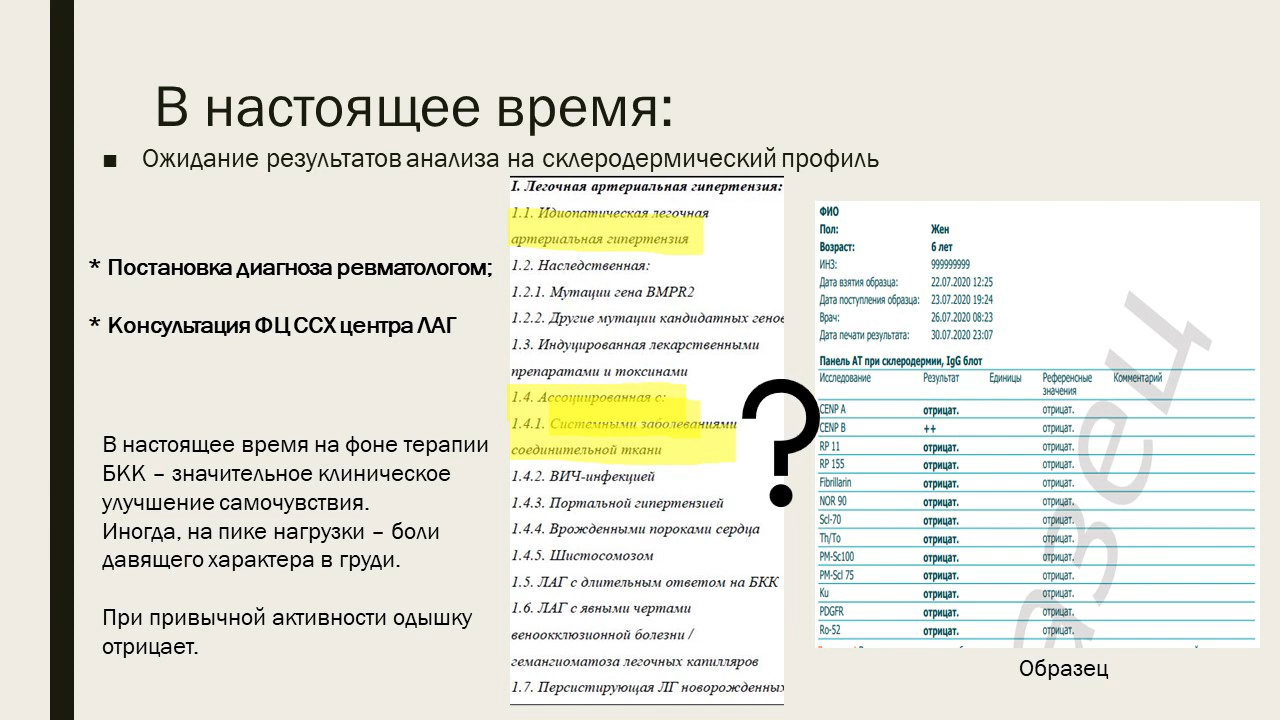 В настоящее время:
■ Ожидание результатов анализа на склеродермический профиль
* Постановка диагноза ревматологом;
* Консультация ФЦ ССХ центра ЛАГ
В настоящее время на фоне терапии
БКК – значительное клиническое
улучшение самочувствия.
Иногда, на пике нагрузки – боли
давящего характера в груди.
При привычной активности одышку
отрицает.
I. Легочная артериальная гипертензия:
1.1. Идиопатическая легочная
артериальная гипертензия
1.2. Наследственная:
1.2.1. Мутации гена BMPR2
1.2.2. Другие мутации кандидатных генов
1.3. Индуцированная лекарственными
препаратами и токсинами
1.4. Ассоциированная с:
1.4.1. Системными заболеваниями
соединительной ткани
1.4.2. ВИЧ-инфекцией
1.4.3. Портальной гипертензией
1.4.4. Врожденными пороками сердца
1.4.5. Шистосомозом
1.5. ЛАГ с длительным ответом на БКК
1.6. ЛАГ с явными чертами
веноокклюзионной болезни /
гемангиоматоза легочных капилляров
1.7. Персистирующая ЛГ новорожденных
?
ФИО
Пол: Жен
Возраст: 6 лет
ИНЗ: 999999999
Дата взятия образца: 22.07.2020 12:25
Дата поступления образца: 23.07.2020 19:24
Врач: 26.07.2020 08:23
Дата печати результата: 30.07.2020 23:07
Панель АТ при склеродермии, IgG блот
Исследование Результат Единицы Референсные Комментарий
значения
CENP A отрицат. отрицат.
CENP B ++ отрицат.
RP 11 отрицат. отрицат.
RP 155 отрицат. отрицат.
Fibrillarin отрицат. отрицат.
NOR 90 отрицат. отрицат.
Scl-70 отрицат. отрицат.
Th/To отрицат. отрицат.
PM-Sc100 отрицат. отрицат.
PM-Scl 75 отрицат. отрицат.
Ku отрицат. отрицат.
PDGFR отрицат. отрицат.
Ro-52 отрицат. отрицат.
Образец